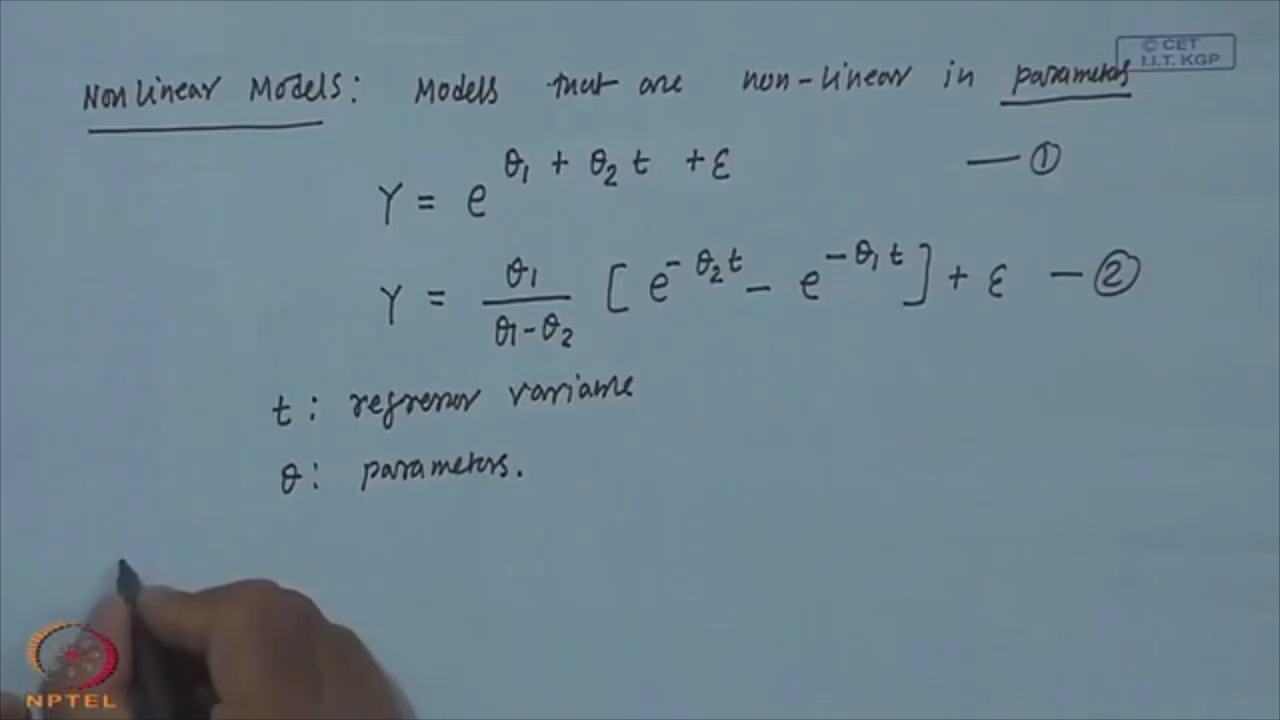 © CET
I.I.T. KGP
Non linear Models: Models that are non-linear in parameters
Y = e^{θ₁ + θ₂ t + ε} — ①
Y = θ₁ / (θ₁ - θ₂) [ e^{-θ₂ t} - e^{-θ₁ t} ] + ε — ②
t: regressor variable
θ: parameters.
NPTEL